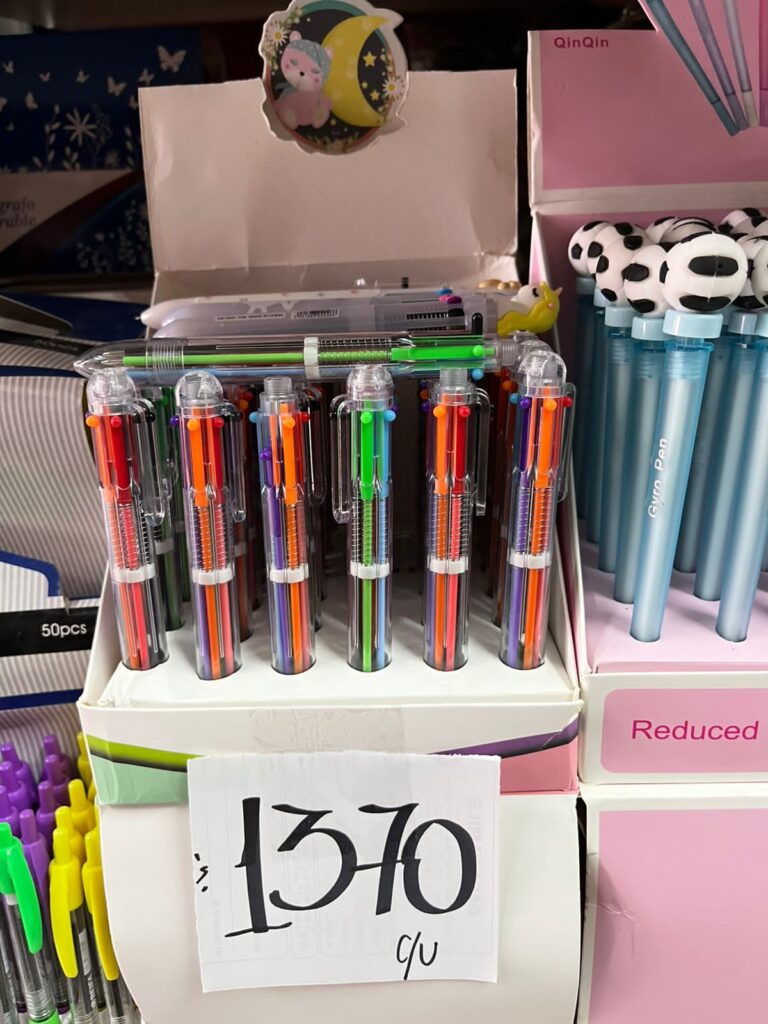 QinQin
Gyro Pen
50pcs
Reduced
$ 1370
c/u